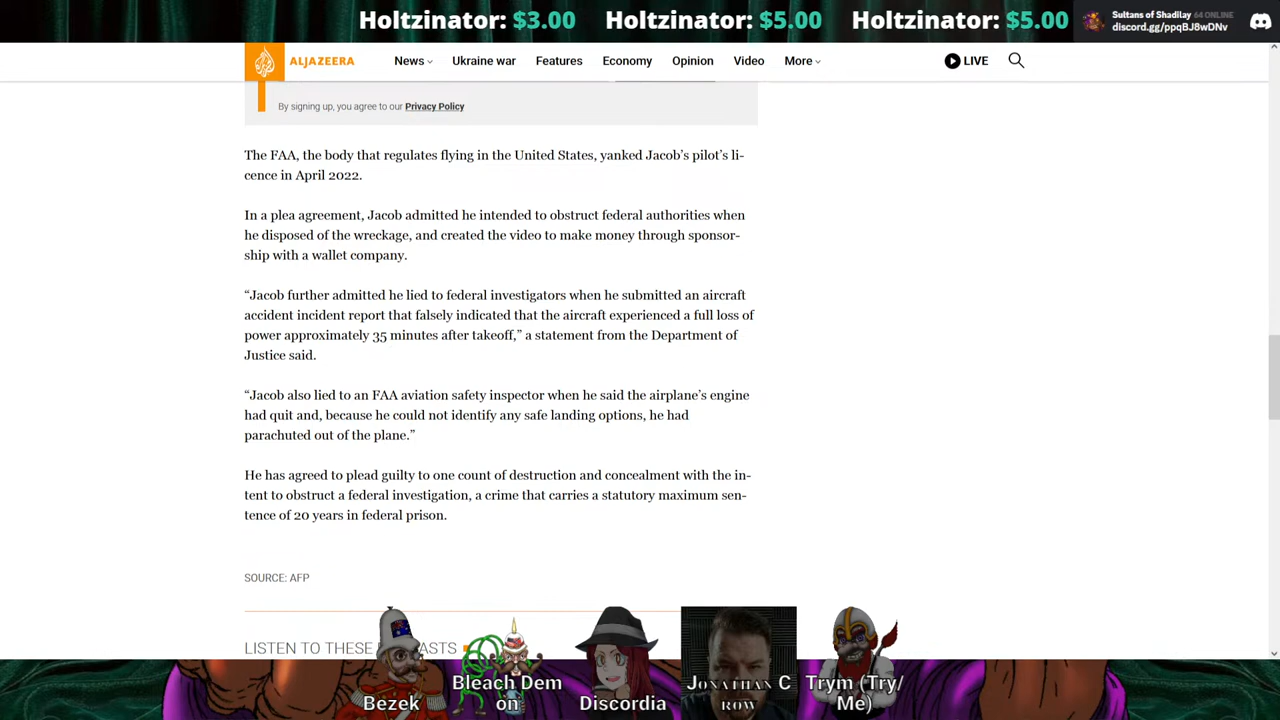 Holtzinator: $3.00 Holtzinator: $5.00 Holtzinator: $5.00
Sultans of Shadilay 64 ONLINE
discord.gg/ppqBJ8wDNv
ALJAZEERA News Ukraine war Features Economy Opinion Video More LIVE
By signing up, you agree to our Privacy Policy
The FAA, the body that regulates flying in the United States, yanked Jacob’s pilot’s li-
cence in April 2022.
In a plea agreement, Jacob admitted he intended to obstruct federal authorities when
he disposed of the wreckage, and created the video to make money through sponsor-
ship with a wallet company.
“Jacob further admitted he lied to federal investigators when he submitted an aircraft
accident incident report that falsely indicated that the aircraft experienced a full loss of
power approximately 35 minutes after takeoff,” a statement from the Department of
Justice said.
“Jacob also lied to an FAA aviation safety inspector when he said the airplane’s engine
had quit and, because he could not identify any safe landing options, he had
parachuted out of the plane.”
He has agreed to plead guilty to one count of destruction and concealment with the in-
tent to obstruct a federal investigation, a crime that carries a statutory maximum sen-
tence of 20 years in federal prison.
SOURCE: AFP
LISTEN TO THESE
Bezek
Bleach Dem
on
Discordia
JONATHAN C
ROW
Trym (Try/
Me)